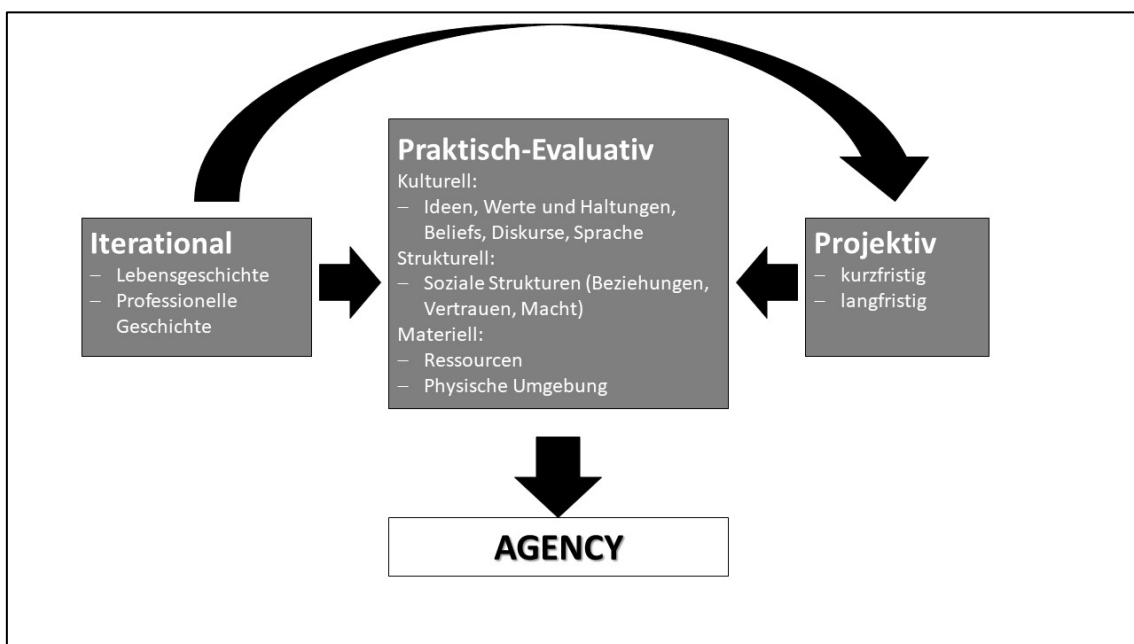 Praktisch-Evaluativ
Kulturell:
– Ideen, Werte und Haltungen,
Beliefs, Diskurse, Sprache
Strukturell:
– Soziale Strukturen (Beziehungen,
Vertrauen, Macht)
Materiell:
– Ressourcen
– Physische Umgebung
Iterational
– Lebensgeschichte
– Professionelle
Geschichte
Projektiv
– kurzfristig
– langfristig
AGENCY